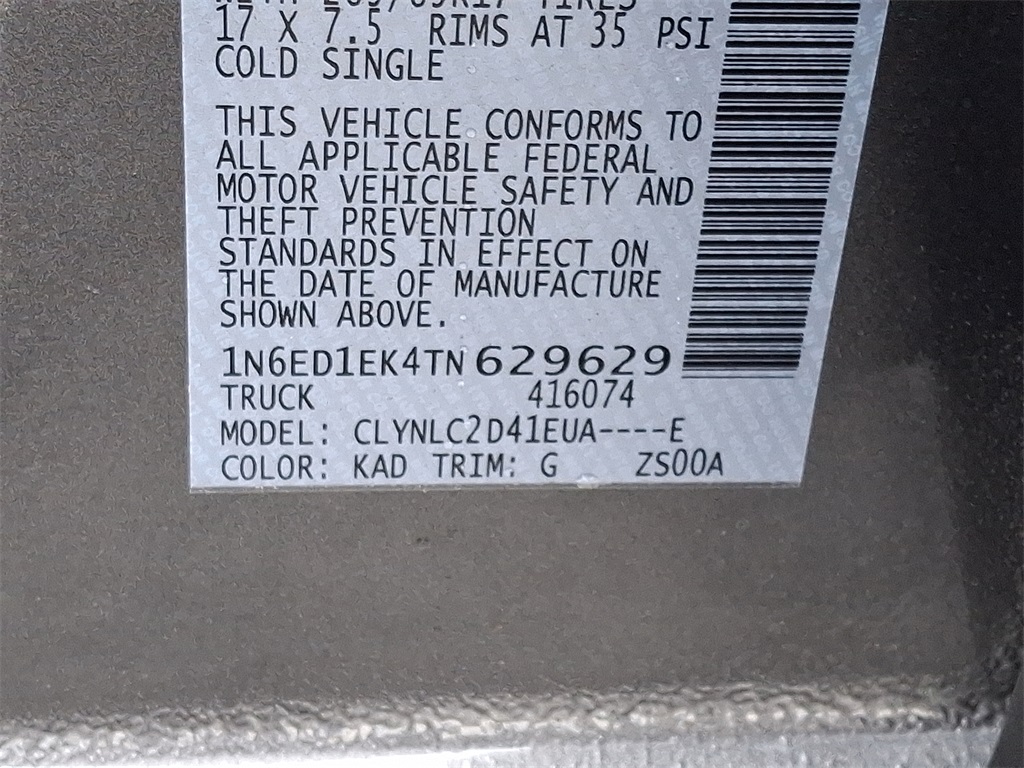 17 X 7.5 RIMS AT 35 PSI
COLD SINGLE
THIS VEHICLE CONFORMS TO
ALL APPLICABLE FEDERAL
MOTOR VEHICLE SAFETY AND
THEFT PREVENTION
STANDARDS IN EFFECT ON
THE DATE OF MANUFACTURE
SHOWN ABOVE.
1N6ED1EK4TN629629
TRUCK 416074
MODEL: CLYNLC2D41EUA----E
COLOR: KAD TRIM: G ZS00A